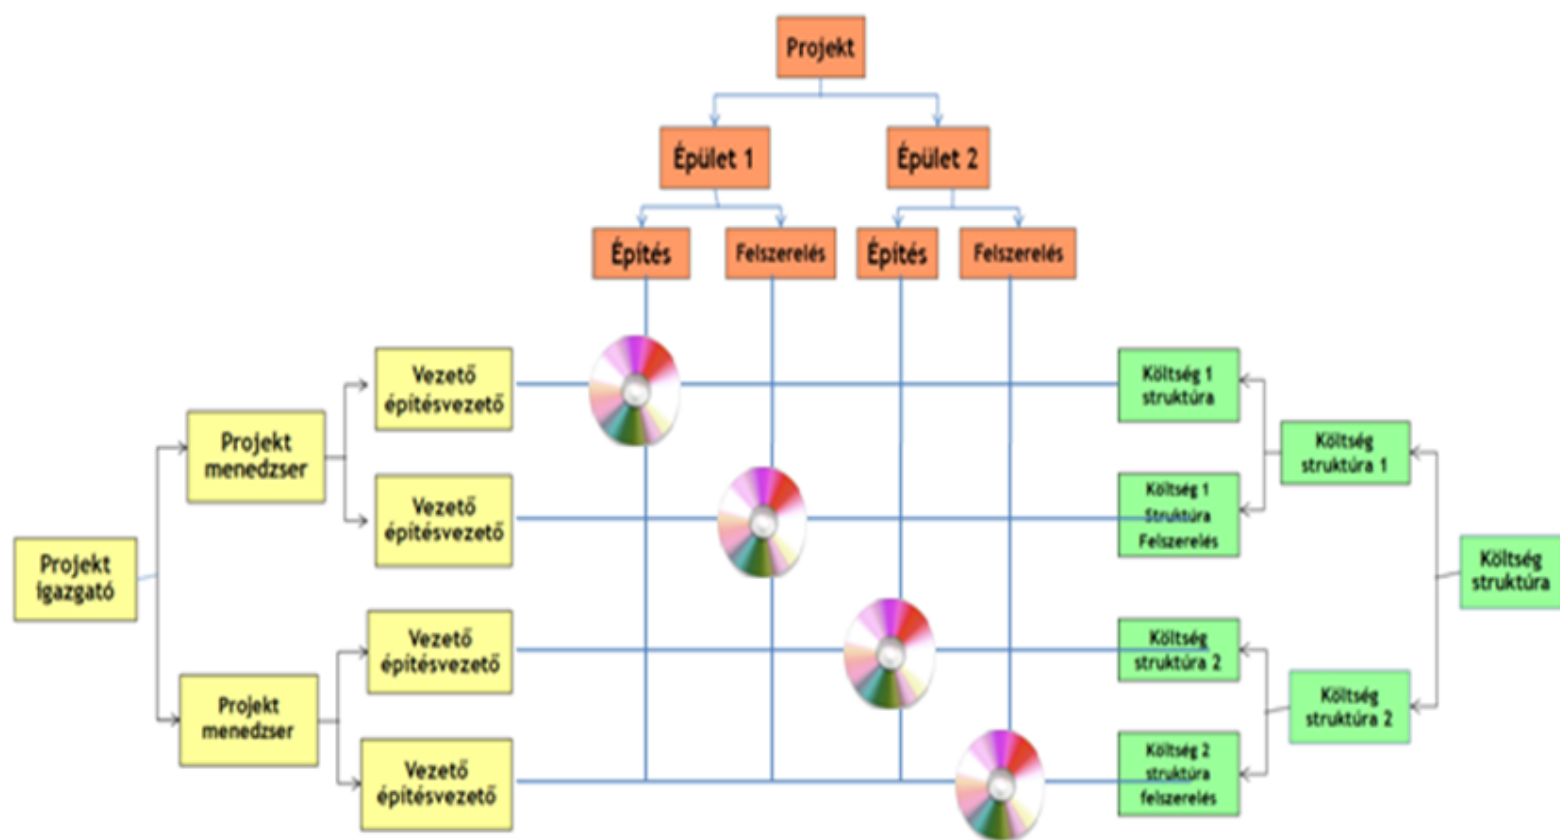 Projekt
Épület 1
Épület 2
Építés
Felszerelés
Építés
Felszerelés
Projekt
igazgató
Projekt
menedzser
Projekt
menedzser
Vezető
építésvezető
Vezető
építésvezető
Vezető
építésvezető
Vezető
építésvezető
Költség 1
struktúra
Költség 1
Struktúra
Felszerelés
Költség
struktúra 2
Költség 2
struktúra
felszerelés
Költség
struktúra 1
Költség
struktúra 2
Költség
struktúra